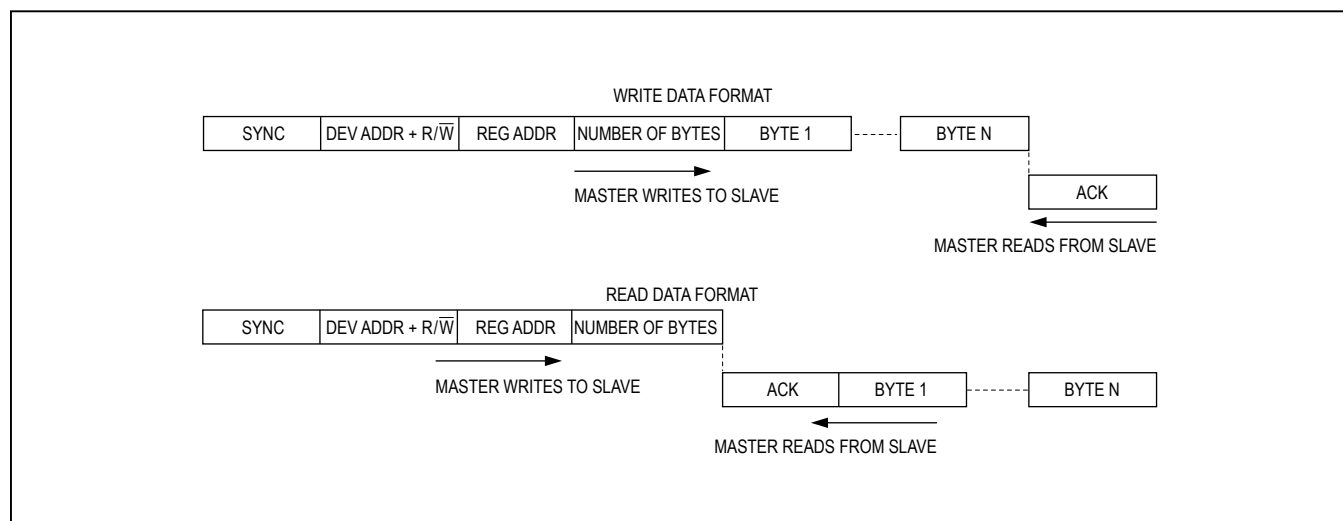 WRITE DATA FORMAT
SYNC DEV ADDR + R/W̅ REG ADDR NUMBER OF BYTES BYTE 1 BYTE N
MASTER WRITES TO SLAVE
ACK
MASTER READS FROM SLAVE
READ DATA FORMAT
SYNC DEV ADDR + R/W̅ REG ADDR NUMBER OF BYTES
MASTER WRITES TO SLAVE
ACK BYTE 1 BYTE N
MASTER READS FROM SLAVE